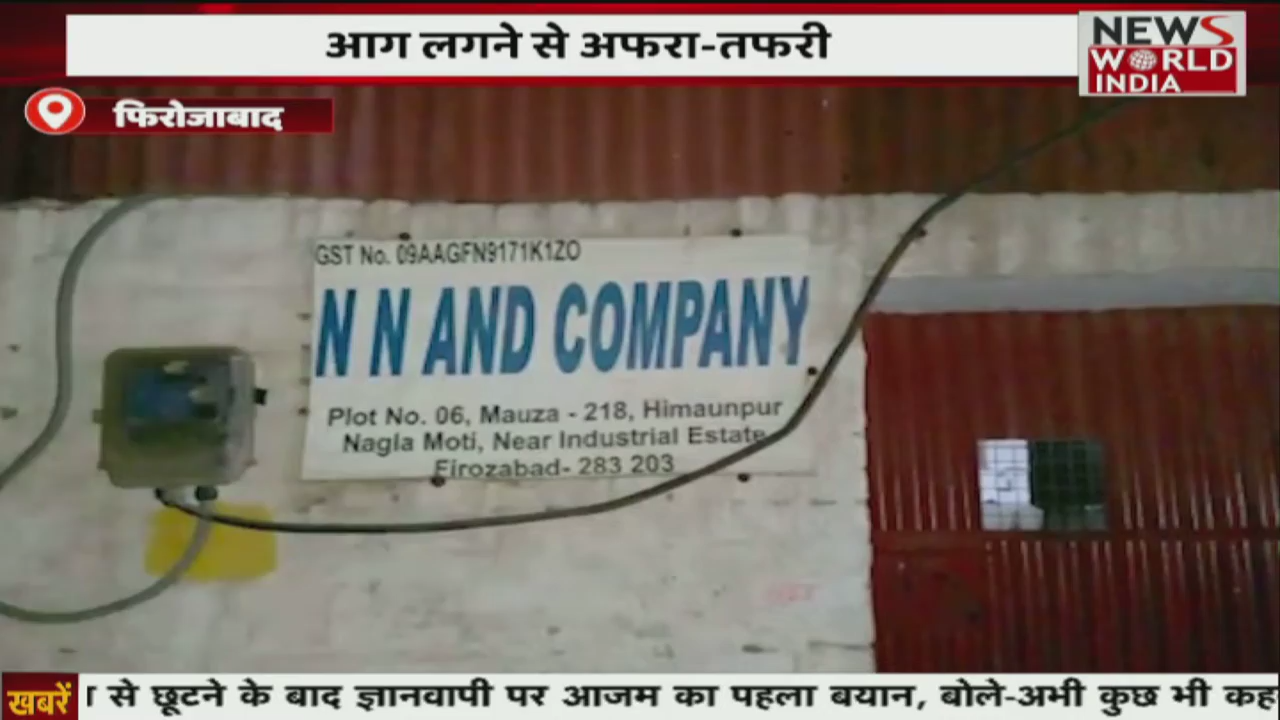 आग लगने से अफरा-तफरी
NEWS
WORLD
INDIA
फिरोजाबाद
GST No. 09AAGFN9171K1ZO
N N AND COMPANY
Plot No. 06, Mauza - 218, Himaunpur
Nagla Moti, Near Industrial Estate
Firozabad- 283 203
खबरें
से छूटने के बाद ज्ञानवापी पर आजम का पहला बयान, बोले-अभी कुछ भी कह